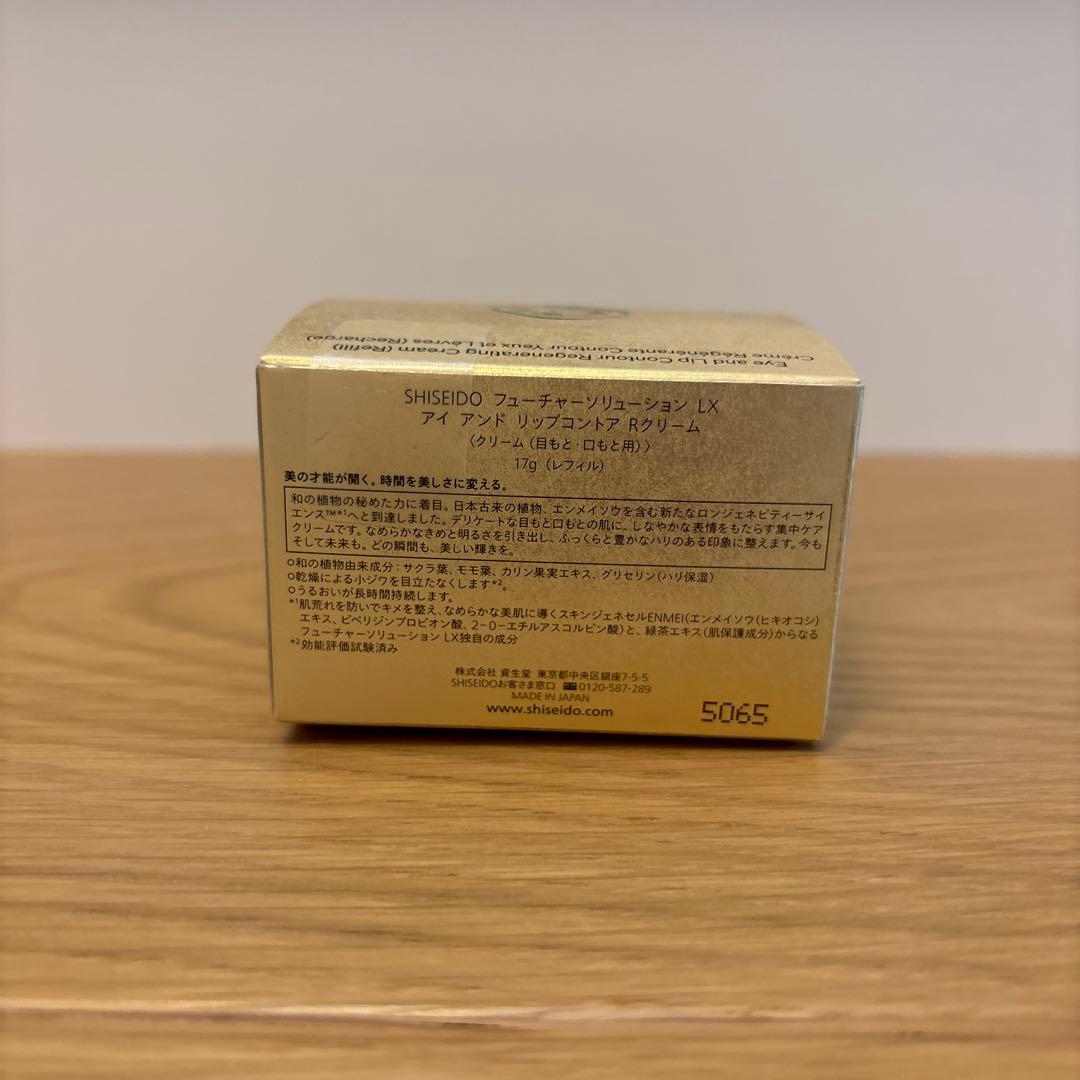 Eye and Lip Contour Regenerating Cream (Refill)
Crème Régénérante Contour Yeux et Lèvres (Recharge)
SHISEIDO フューチャーソリューション LX
アイ アンド リップコントア Rクリーム
〈クリーム（目もと・口もと用）〉
17g（レフィル）
美の才能が開く。時間を美しさに変える。
和の植物の秘めた力に着目。日本古来の植物、エンメイソウを含む新たなロンジェネビティーサイ
エンス™*1へと到達しました。デリケートな目もと口もとの肌に、しなやかな表情をもたらす集中ケア
クリームです。なめらかなきめと明るさを引き出し、ふっくらと豊かなハリのある印象に整えます。今も
そして未来も。どの瞬間も、美しい輝きを。
○和の植物由来成分：サクラ葉、モモ葉、カリン果実エキス、グリセリン（ハリ保湿）
○乾燥による小ジワを目立たなくします*2。
○うるおいが長時間持続します。
*1肌荒れを防いでキメを整え、なめらかな美肌に導くスキンジェネセルENMEI（エンメイソウ（ヒキオコシ）
エキス、ピペリジンプロピオン酸、2-O-エチルアスコルビン酸）と、緑茶エキス（肌保護成分）からなる
フューチャーソリューション LX独自の成分
*2効能評価試験済み
株式会社 資生堂 東京都中央区銀座7-5-5
SHISEIDOお客さま窓口 0120-587-289
MADE IN JAPAN
www.shiseido.com
5065